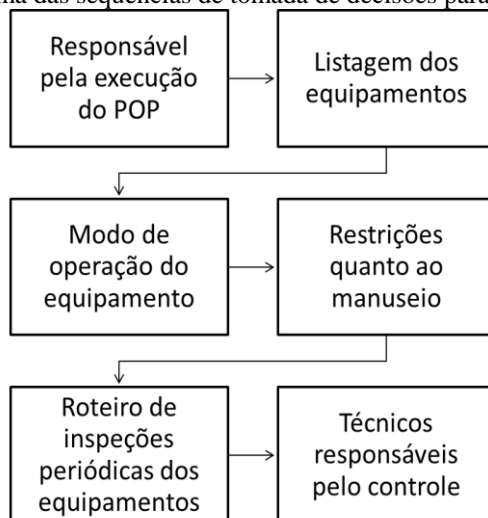 das sequências de tomada de decisões para
Responsável
pela execução
do POP
Listagem dos
equipamentos
Modo de
operação do
equipamento
Restrições
quanto ao
manuseio
Roteiro de
inspeções
periódicas dos
equipamentos
Técnicos
responsáveis
pelo controle